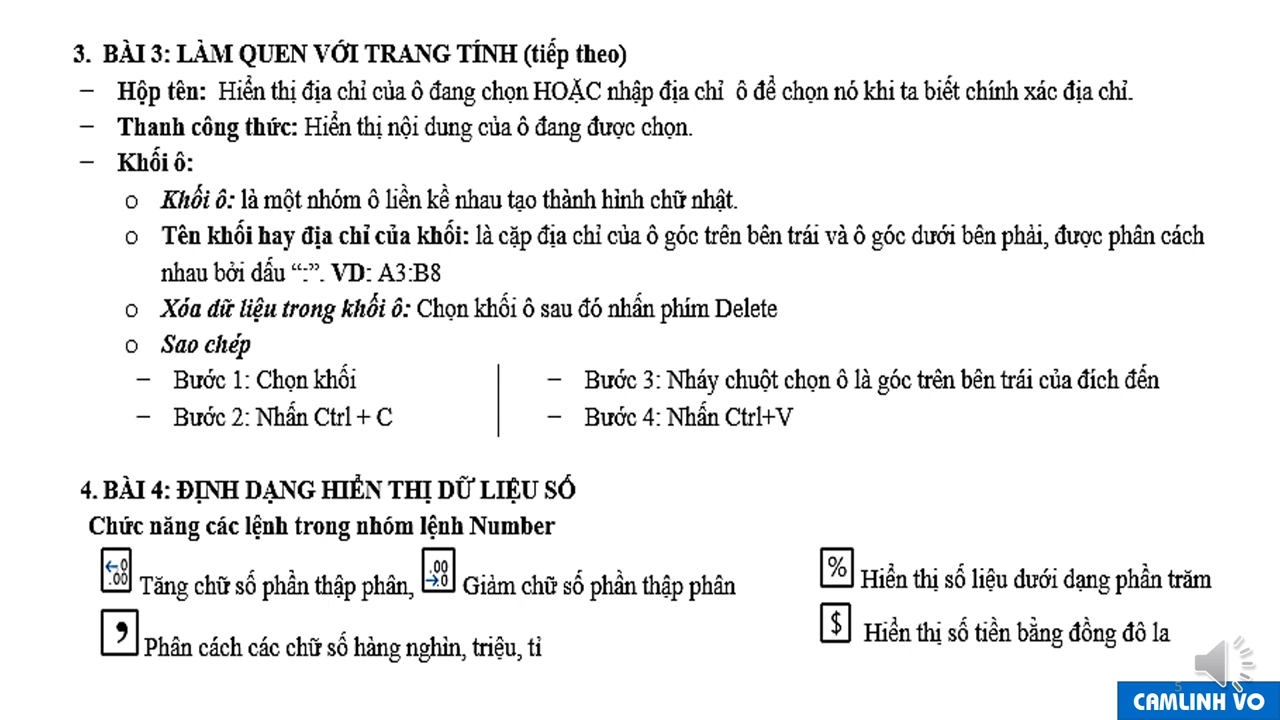 3. BÀI 3: LÀM QUEN VỚI TRANG TÍNH (tiếp theo)
– Hộp tên: Hiển thị địa chỉ của ô đang chọn HOẶC nhập địa chỉ ô để chọn nó khi ta biết chính xác địa chỉ.
– Thanh công thức: Hiển thị nội dung của ô đang được chọn.
– Khối ô:
o Khối ô: là một nhóm ô liền kề nhau tạo thành hình chữ nhật.
o Tên khối hay địa chỉ của khối: là cặp địa chỉ của ô góc trên bên trái và ô góc dưới bên phải, được phân cách
nhau bởi dấu “:”. VD: A3:B8
o Xóa dữ liệu trong khối ô: Chọn khối ô sau đó nhấn phím Delete
o Sao chép
– Bước 1: Chọn khối
– Bước 2: Nhấn Ctrl + C
– Bước 3: Nháy chuột chọn ô là góc trên bên trái của đích đến
– Bước 4: Nhấn Ctrl+V
4. BÀI 4: ĐỊNH DẠNG HIỂN THỊ DỮ LIỆU SỐ
Chức năng các lệnh trong nhóm lệnh Number
←0 .00 Tăng chữ số phần thập phân, .00 →.0 Giảm chữ số phần thập phân
% Hiển thị số liệu dưới dạng phần trăm
, Phân cách các chữ số hàng nghìn, triệu, tỉ
$ Hiển thị số tiền bằng đồng đô la
5
CAMLINH VO